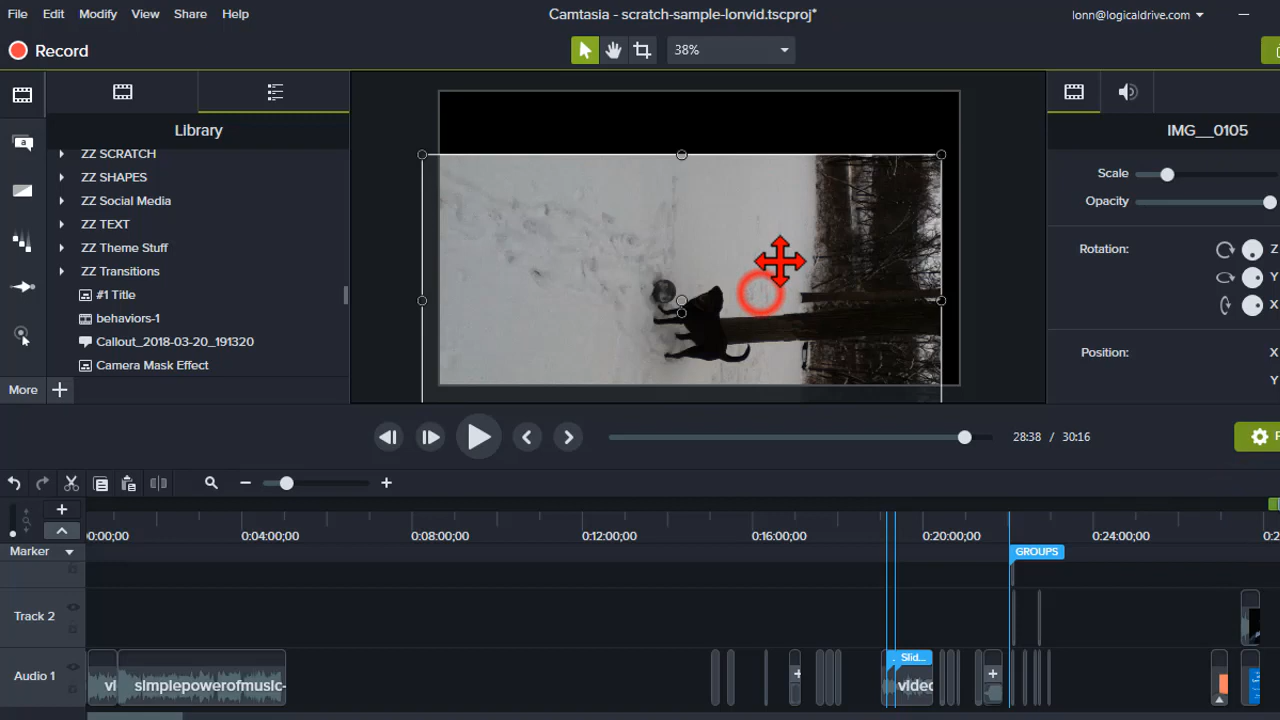 File Edit Modify View Share Help Camtasia - scratch-sample-lonvid.tscproj* lonn@logicaldrive.com
Record 38%
Library IMG__0105
ZZ SCRATCH
ZZ SHAPES
ZZ Social Media
ZZ TEXT
ZZ Theme Stuff
ZZ Transitions
#1 Title
behaviors-1
Callout_2018-03-20_191320
Camera Mask Effect
More
Scale
Opacity
Rotation: Z
Y
X
Position: X
Y
28:38 / 30:16
0:00;00 0:04:00;00 0:08:00;00 0:12:00;00 0:16:00;00 0:20:00;00 0:24:00;00 0:2
Marker GROUPS
Track 2
Audio 1 vi simplepowerofmusic- Slid... video